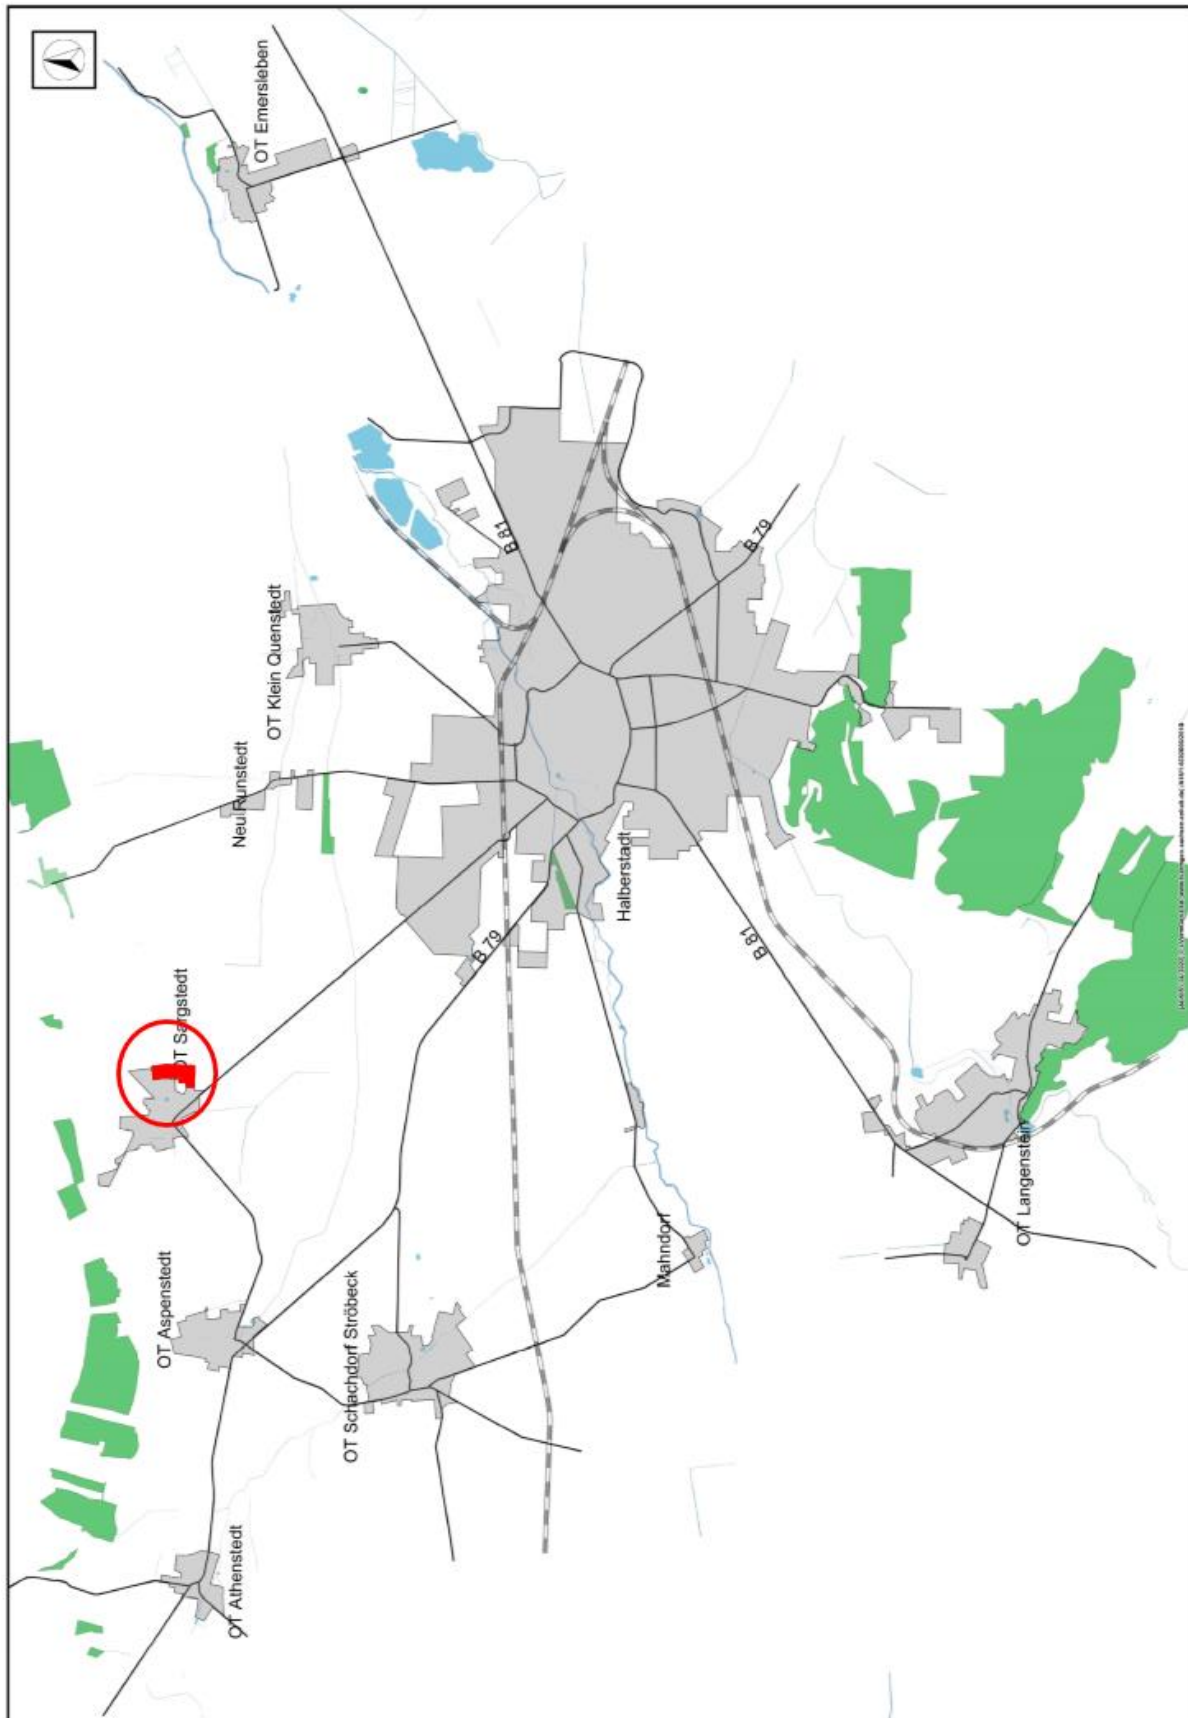 OT Aspenstedt
OT Sargstedt
OT Athenstedt
Neu Runstedt
OT Emersleben
OT Klein Quenstedt
OT Schachdorf Ströbeck
B 79
B 81
Halberstadt
Mahndorf
B 81
B 79
OT Langenstein